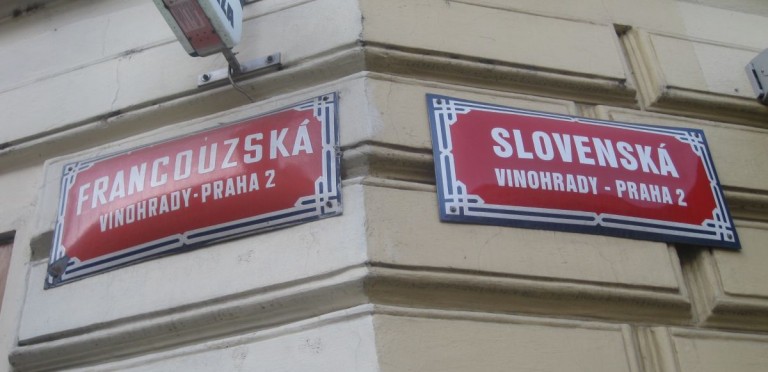 FRANCOUZSKÁ
VINOHRADY·PRAHA 2
SLOVENSKÁ
VINOHRADY - PRAHA 2